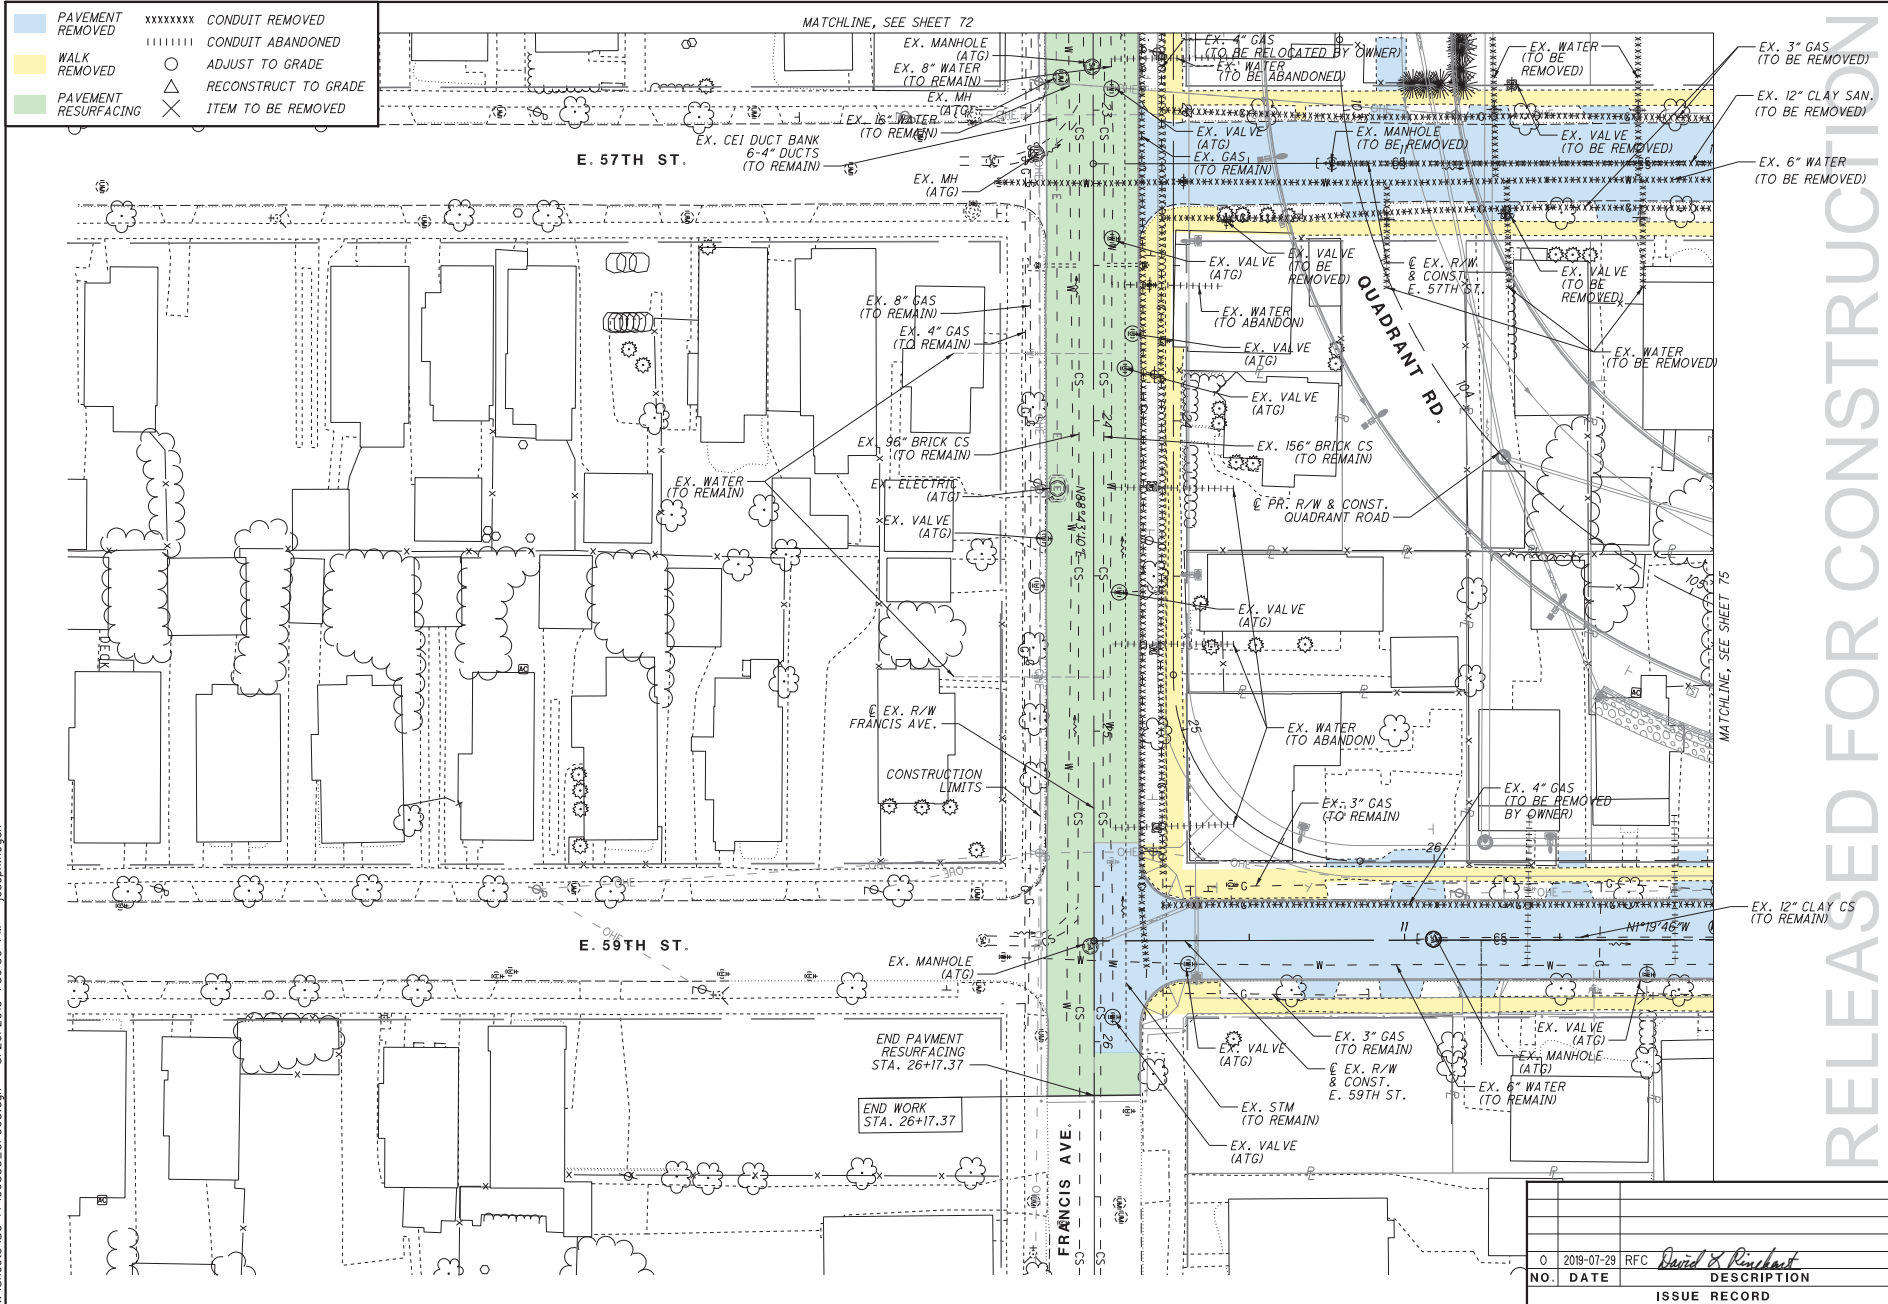 PAVEMENT
REMOVED
WALK
REMOVED
PAVEMENT
RESURFACING
CONDUIT REMOVED
CONDUIT ABANDONED
ADJUST TO GRADE
RECONSTRUCT TO GRADE
ITEM TO BE REMOVED
MATCHLINE, SEE SHEET 72
EX. MANHOLE
(ATG)
EX. 8" WATER
(TO REMAIN)
EX. MH
(ATG)
EX. 16" WATER
(TO REMAIN)
EX. CEI DUCT BANK
6-4" DUCTS
(TO REMAIN)
EX. MH
(ATG)
E. 57TH ST.
EX. 4" GAS
(TO BE RELOCATED BY OWNER)
EX. WATER
(TO BE ABANDONED)
EX. WATER
(TO BE
REMOVED)
EX. 3" GAS
(TO BE REMOVED)
EX. 12" CLAY SAN.
(TO BE REMOVED)
EX. VALVE
(ATG)
EX. GAS
(TO REMAIN)
EX. MANHOLE
(TO BE REMOVED)
EX. VALVE
(TO BE REMOVED)
EX. 6" WATER
(TO BE REMOVED)
EX. VALVE
(ATG)
EX. VALVE
(TO BE
REMOVED)
℄ EX. R/W
& CONST.
E. 57TH ST.
EX. VALVE
(TO BE
REMOVED)
QUADRANT RD.
EX. 8" GAS
(TO REMAIN)
EX. 4" GAS
(TO REMAIN)
EX. WATER
(TO ABANDON)
EX. VALVE
(ATG)
EX. WATER
(TO BE REMOVED)
EX. VALVE
(ATG)
104
EX. 96" BRICK CS
(TO REMAIN)
EX. 156" BRICK CS
(TO REMAIN)
EX. WATER
(TO REMAIN)
EX. ELECTRIC
(ATG)
N88°43'10"E
℄ PR. R/W & CONST.
QUADRANT ROAD
EX. VALVE
(ATG)
EX. VALVE
(ATG)
105
MATCHLINE, SEE SHEET 75
DECK
AC
AC
℄ EX. R/W
FRANCIS AVE.
EX. WATER
(TO ABANDON)
CONSTRUCTION
LIMITS
EX. 3" GAS
(TO REMAIN)
EX. 4" GAS
(TO BE REMOVED
BY OWNER)
26
EX. 12" CLAY CS
(TO REMAIN)
N1°19'46"W
11
E. 59TH ST.
EX. MANHOLE
(ATG)
END PAVMENT
RESURFACING
STA. 26+17.37
END WORK
STA. 26+17.37
EX. VALVE
(ATG)
EX. 3" GAS
(TO REMAIN)
℄ EX. R/W
& CONST.
E. 59TH ST.
EX. VALVE
(ATG)
EX. MANHOLE
(ATG)
EX. 6" WATER
(TO REMAIN)
EX. STM
(TO REMAIN)
EX. VALVE
(ATG)
FRANCIS AVE.
AC
RELEASED FOR CONSTRUCTION
0 2019-07-29 RFC David L Rinehart
NO. DATE DESCRIPTION
ISSUE RECORD